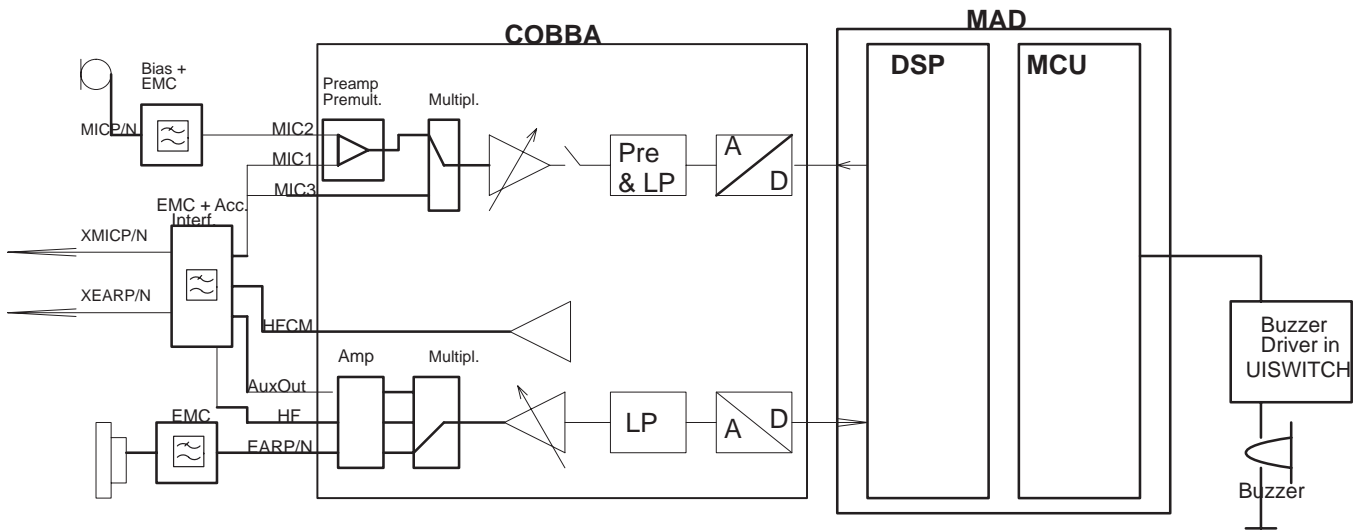 COBBA
MAD
DSP
MCU
Bias +
EMC
MICP/N
MIC2
MIC1
MIC3
Preamp
Premult.
Multipl.
Pre
& LP
A
D
EMC + Acc.
Interf.
XMICP/N
XEARP/N
HFCM
Amp
Multipl.
AuxOut
HF
EARP/N
EMC
LP
A
D
Buzzer
Driver in
UISWITCH
Buzzer